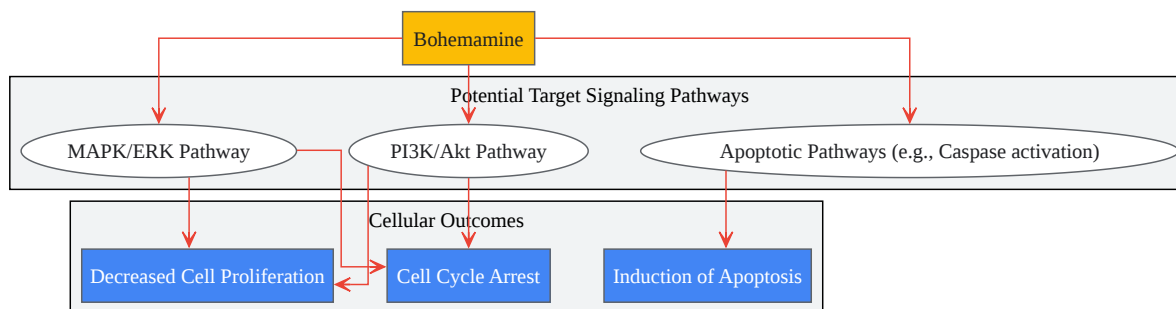 Bohemamine
Potential Target Signaling Pathways
MAPK/ERK Pathway
PI3K/Akt Pathway
Apoptotic Pathways (e.g., Caspase activation)
Cellular Outcomes
Decreased Cell Proliferation
Cell Cycle Arrest
Induction of Apoptosis